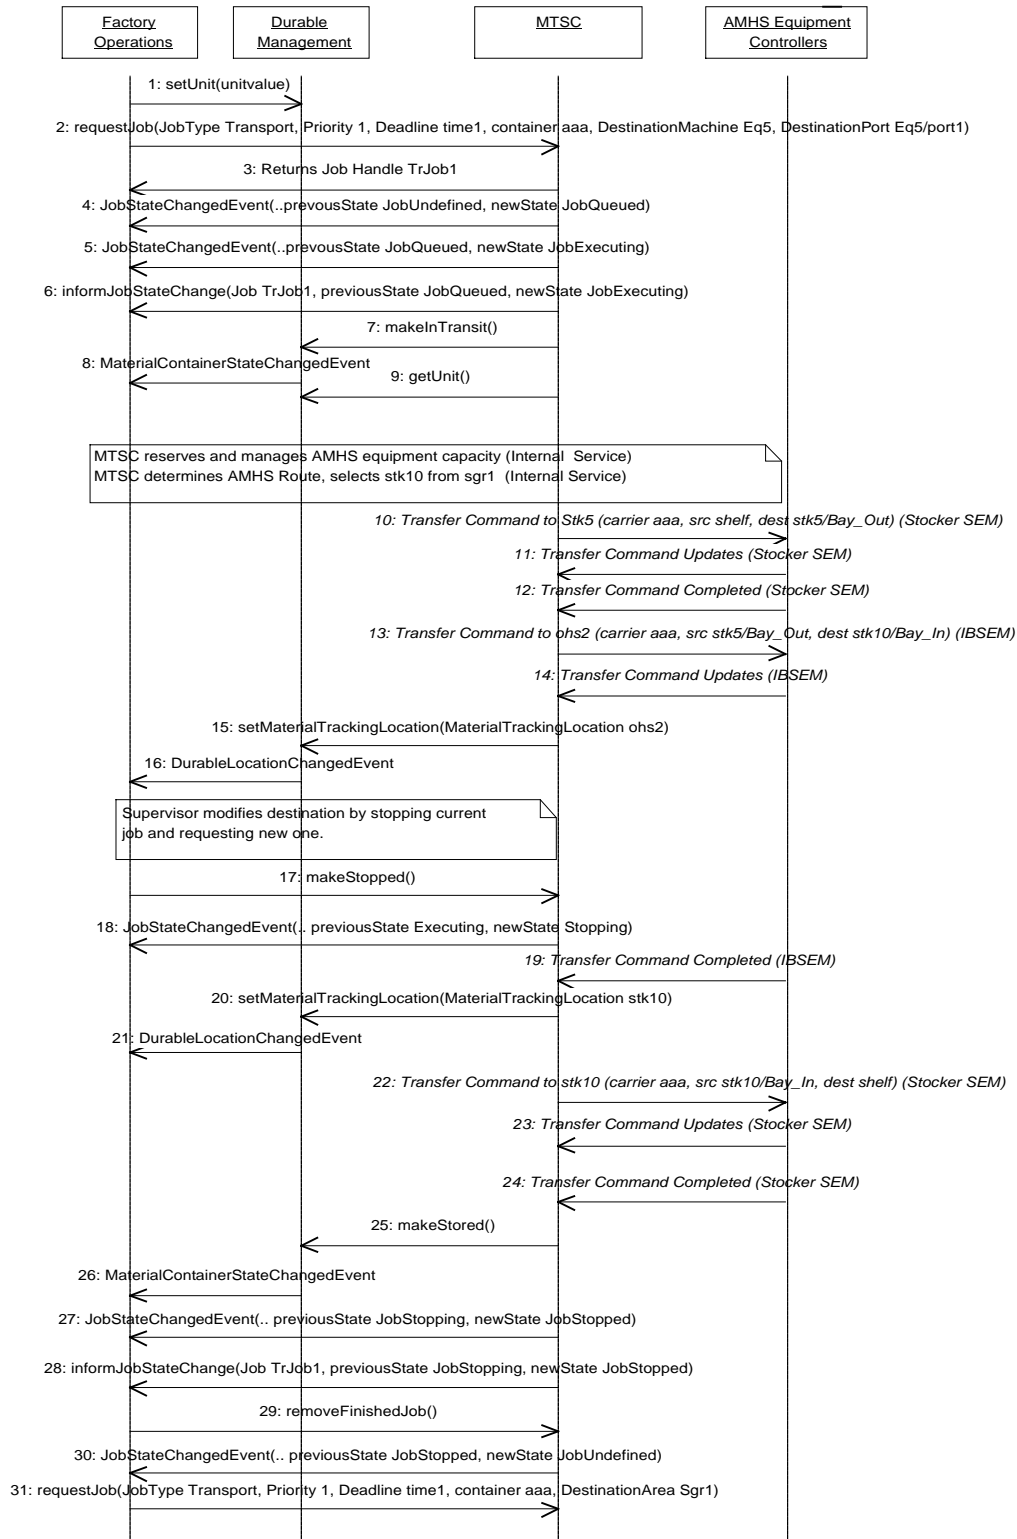 Factory
Operations
Durable
Management
MTSC
AMHS Equipment
Controllers
1: setUnit(unitvalue)
2: requestJob(JobType Transport, Priority 1, Deadline time1, container aaa, DestinationMachine Eq5, DestinationPort Eq5/port1)
3: Returns Job Handle TrJob1
4: JobStateChangedEvent(..prevousState JobUndefined, newState JobQueued)
5: JobStateChangedEvent(..prevousState JobQueued, newState JobExecuting)
6: informJobStateChange(Job TrJob1, previousState JobQueued, newState JobExecuting)
7: makeInTransit()
8: MaterialContainerStateChangedEvent
9: getUnit()
MTSC reserves and manages AMHS equipment capacity (Internal Service)
MTSC determines AMHS Route, selects stk10 from sgr1 (Internal Service)
10: Transfer Command to Stk5 (carrier aaa, src shelf, dest stk5/Bay_Out) (Stocker SEM)
11: Transfer Command Updates (Stocker SEM)
12: Transfer Command Completed (Stocker SEM)
13: Transfer Command to ohs2 (carrier aaa, src stk5/Bay_Out, dest stk10/Bay_In) (IBSEM)
14: Transfer Command Updates (IBSEM)
15: setMaterialTrackingLocation(MaterialTrackingLocation ohs2)
16: DurableLocationChangedEvent
Supervisor modifies destination by stopping current
job and requesting new one.
17: makeStopped()
18: JobStateChangedEvent(.. previousState Executing, newState Stopping)
19: Transfer Command Completed (IBSEM)
20: setMaterialTrackingLocation(MaterialTrackingLocation stk10)
21: DurableLocationChangedEvent
22: Transfer Command to stk10 (carrier aaa, src stk10/Bay_In, dest shelf) (Stocker SEM)
23: Transfer Command Updates (Stocker SEM)
24: Transfer Command Completed (Stocker SEM)
25: makeStored()
26: MaterialContainerStateChangedEvent
27: JobStateChangedEvent(.. previousState JobStopping, newState JobStopped)
28: informJobStateChange(Job TrJob1, previousState JobStopping, newState JobStopped)
29: removeFinishedJob()
30: JobStateChangedEvent(.. previousState JobStopped, newState JobUndefined)
31: requestJob(JobType Transport, Priority 1, Deadline time1, container aaa, DestinationArea Sgr1)